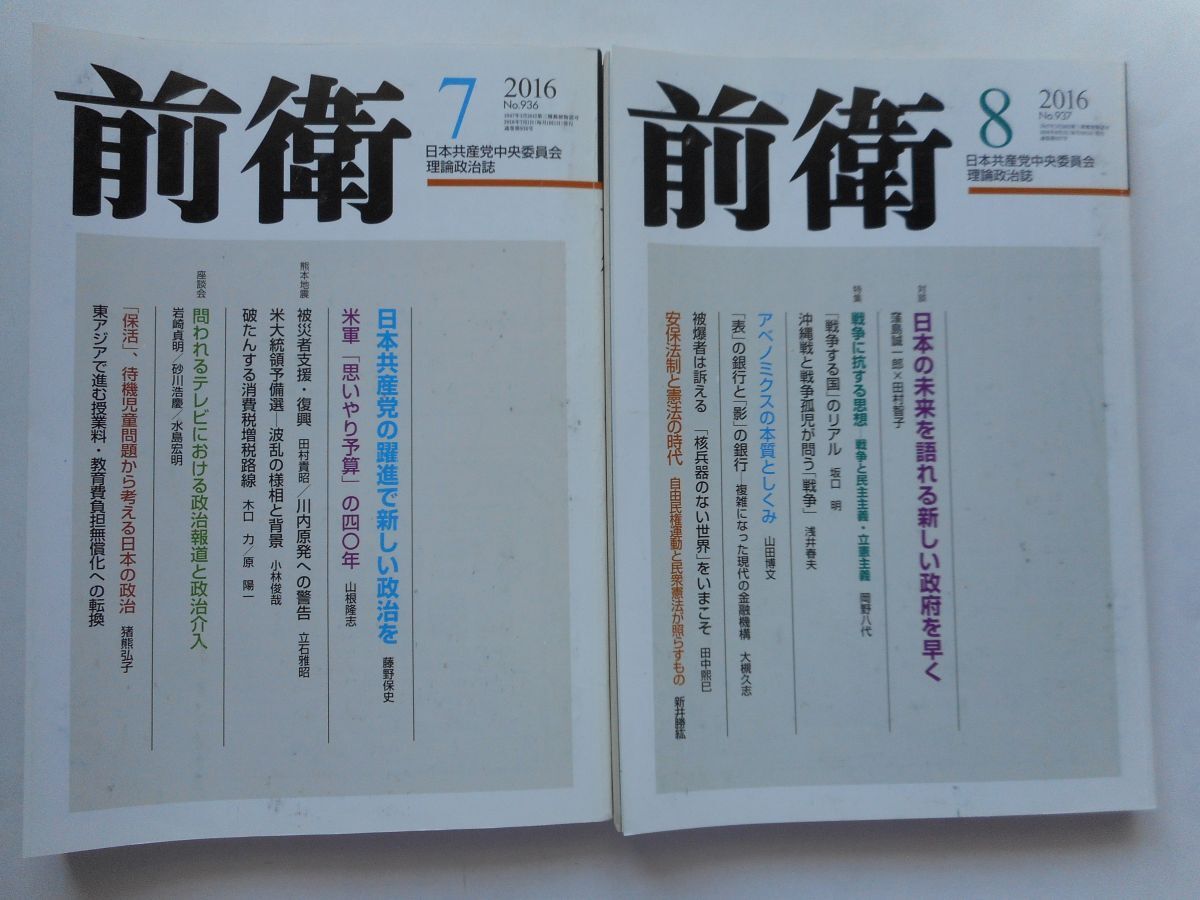 前衛
7
2016
No.936
日本共産党中央委員会
理論政治誌
日本共産党の躍進で新しい政治を 藤野保史
米軍「思いやり予算」の四〇年 山根隆志
熊本地震 被災者支援・復興 田村貴昭／川内原発への警告 立石雅昭
米大統領予備選―波乱の様相と背景 小林俊哉
破たんする消費税増税路線 木口 力／原 陽一
座談会 問われるテレビにおける政治報道と政治介入
岩崎貞明／砂川浩慶／水島宏明
「保活」、待機児童問題から考える日本の政治 猪熊弘子
東アジアで進む授業料・教育費負担無償化への転換
前衛
8
2016
No.937
日本共産党中央委員会
理論政治誌
対談 日本の未来を語れる新しい政府を早く
窪島誠一郎×田村智子
特集 戦争に抗する思想―戦争と民主主義・立憲主義 岡野八代
「戦争する国」のリアル 坂口 明
沖縄戦と戦争孤児が問う「戦争」 浅井春夫
アベノミクスの本質としくみ 山田博文
「表」の銀行と「影」の銀行 複雑になった現代の金融機構 大槻久志
被爆者は訴える 「核兵器のない世界」をいまこそ 田中熙巳
安保法制と憲法の時代 自由民権運動と民衆憲法が照らすもの 新井勝紘